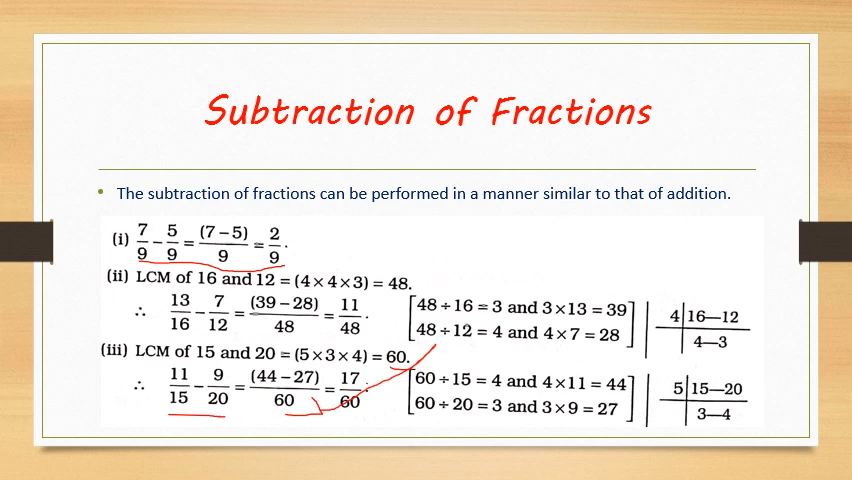 Subtraction of Fractions
• The subtraction of fractions can be performed in a manner similar to that of addition.
(i) 7/9 − 5/9 = (7 − 5)/9 = 2/9.
(ii) LCM of 16 and 12 = (4 × 4 × 3) = 48.
∴ 13/16 − 7/12 = (39 − 28)/48 = 11/48. [48 ÷ 16 = 3 and 3 × 13 = 39
48 ÷ 12 = 4 and 4 × 7 = 28] 4 | 16—12
4—3
(iii) LCM of 15 and 20 = (5 × 3 × 4) = 60.
∴ 11/15 − 9/20 = (44 − 27)/60 = 17/60. [60 ÷ 15 = 4 and 4 × 11 = 44
60 ÷ 20 = 3 and 3 × 9 = 27] 5 | 15—20
3—4